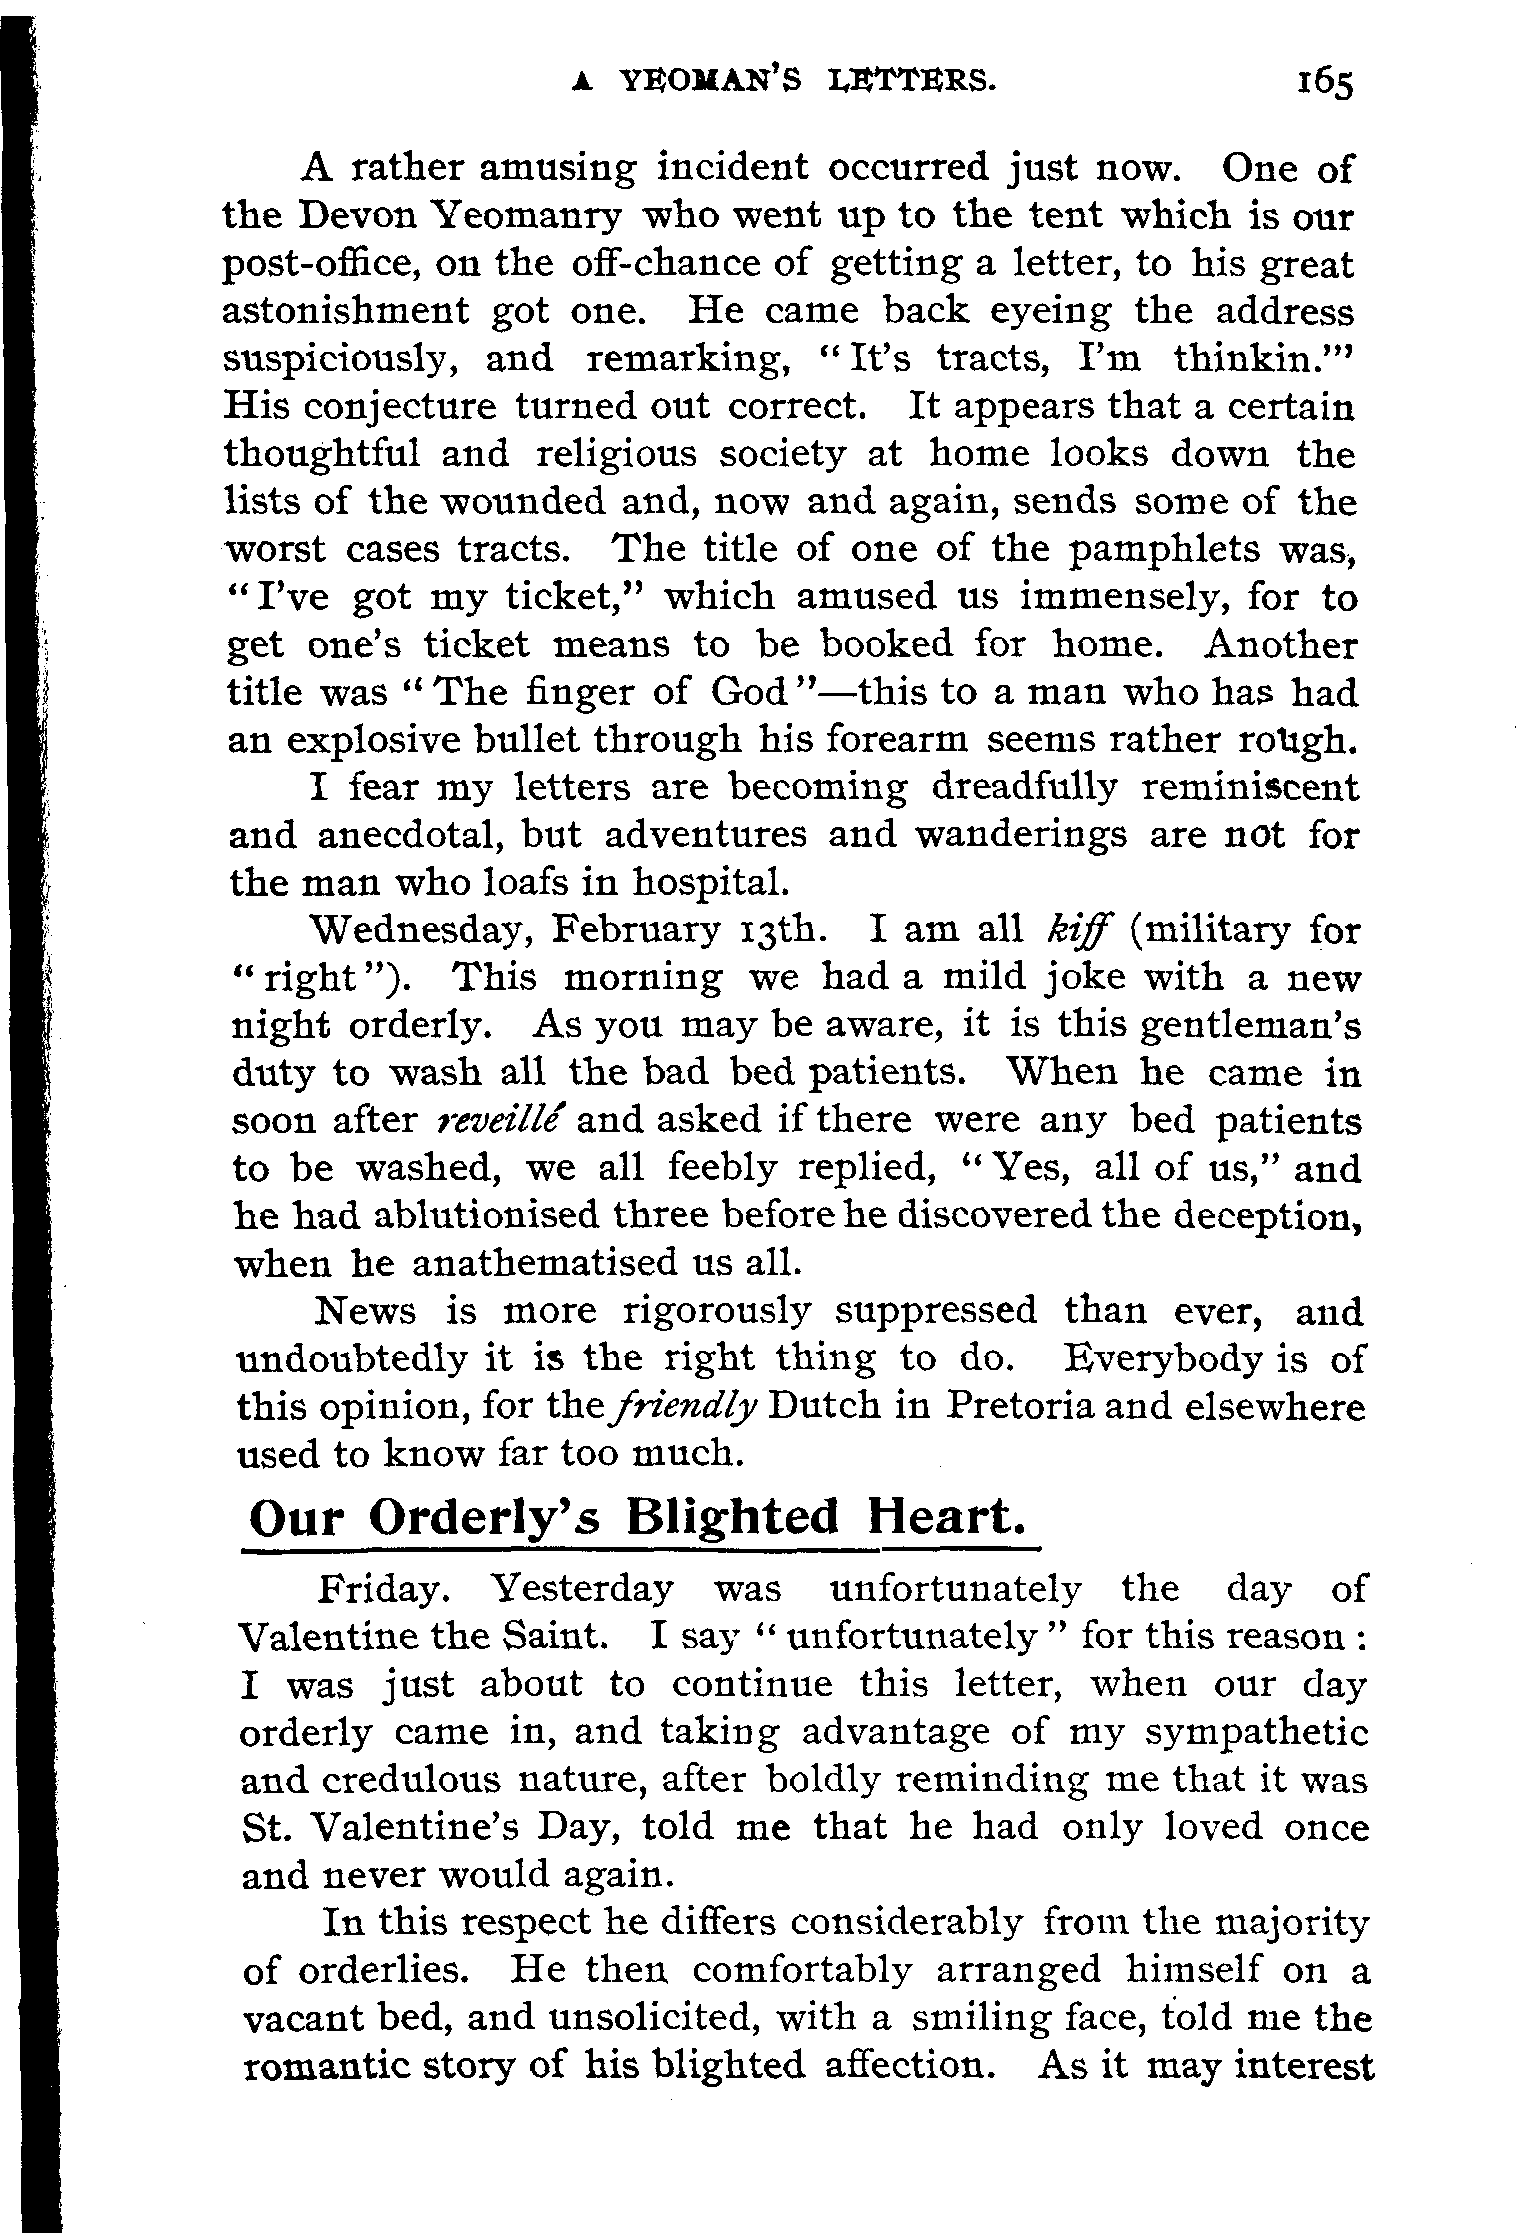 A YEOMAN'S LETTERS. 165
A rather amusing incident occurred just now. One of
the Devon Yeomanry who went up to the tent which is our
post-office, on the off-chance of getting a letter, to his great
astonishment got one. He came back eyeing the address
suspiciously, and remarking, “It's tracts, I'm thinkin.”'
His conjecture turned out correct. It appears that a certain
thoughtful and religious society at home looks down the
lists of the wounded and, now and again, sends some of the
worst cases tracts. The title of one of the pamphlets was,
“I've got my ticket,” which amused us immensely, for to
get one's ticket means to be booked for home. Another
title was “The finger of God”—this to a man who has had
an explosive bullet through his forearm seems rather rough.
I fear my letters are becoming dreadfully reminiscent
and anecdotal, but adventures and wanderings are not for
the man who loafs in hospital.
Wednesday, February 13th. I am all kiff (military for
“right”). This morning we had a mild joke with a new
night orderly. As you may be aware, it is this gentleman's
duty to wash all the bad bed patients. When he came in
soon after reveillé and asked if there were any bed patients
to be washed, we all feebly replied, “Yes, all of us,” and
he had ablutionised three before he discovered the deception,
when he anathematised us all.
News is more rigorously suppressed than ever, and
undoubtedly it is the right thing to do. Everybody is of
this opinion, for the friendly Dutch in Pretoria and elsewhere
used to know far too much.
Our Orderly's Blighted Heart.
Friday. Yesterday was unfortunately the day of
Valentine the Saint. I say “unfortunately” for this reason :
I was just about to continue this letter, when our day
orderly came in, and taking advantage of my sympathetic
and credulous nature, after boldly reminding me that it was
St. Valentine's Day, told me that he had only loved once
and never would again.
In this respect he differs considerably from the majority
of orderlies. He then comfortably arranged himself on a
vacant bed, and unsolicited, with a smiling face, told me the
romantic story of his blighted affection. As it may interest